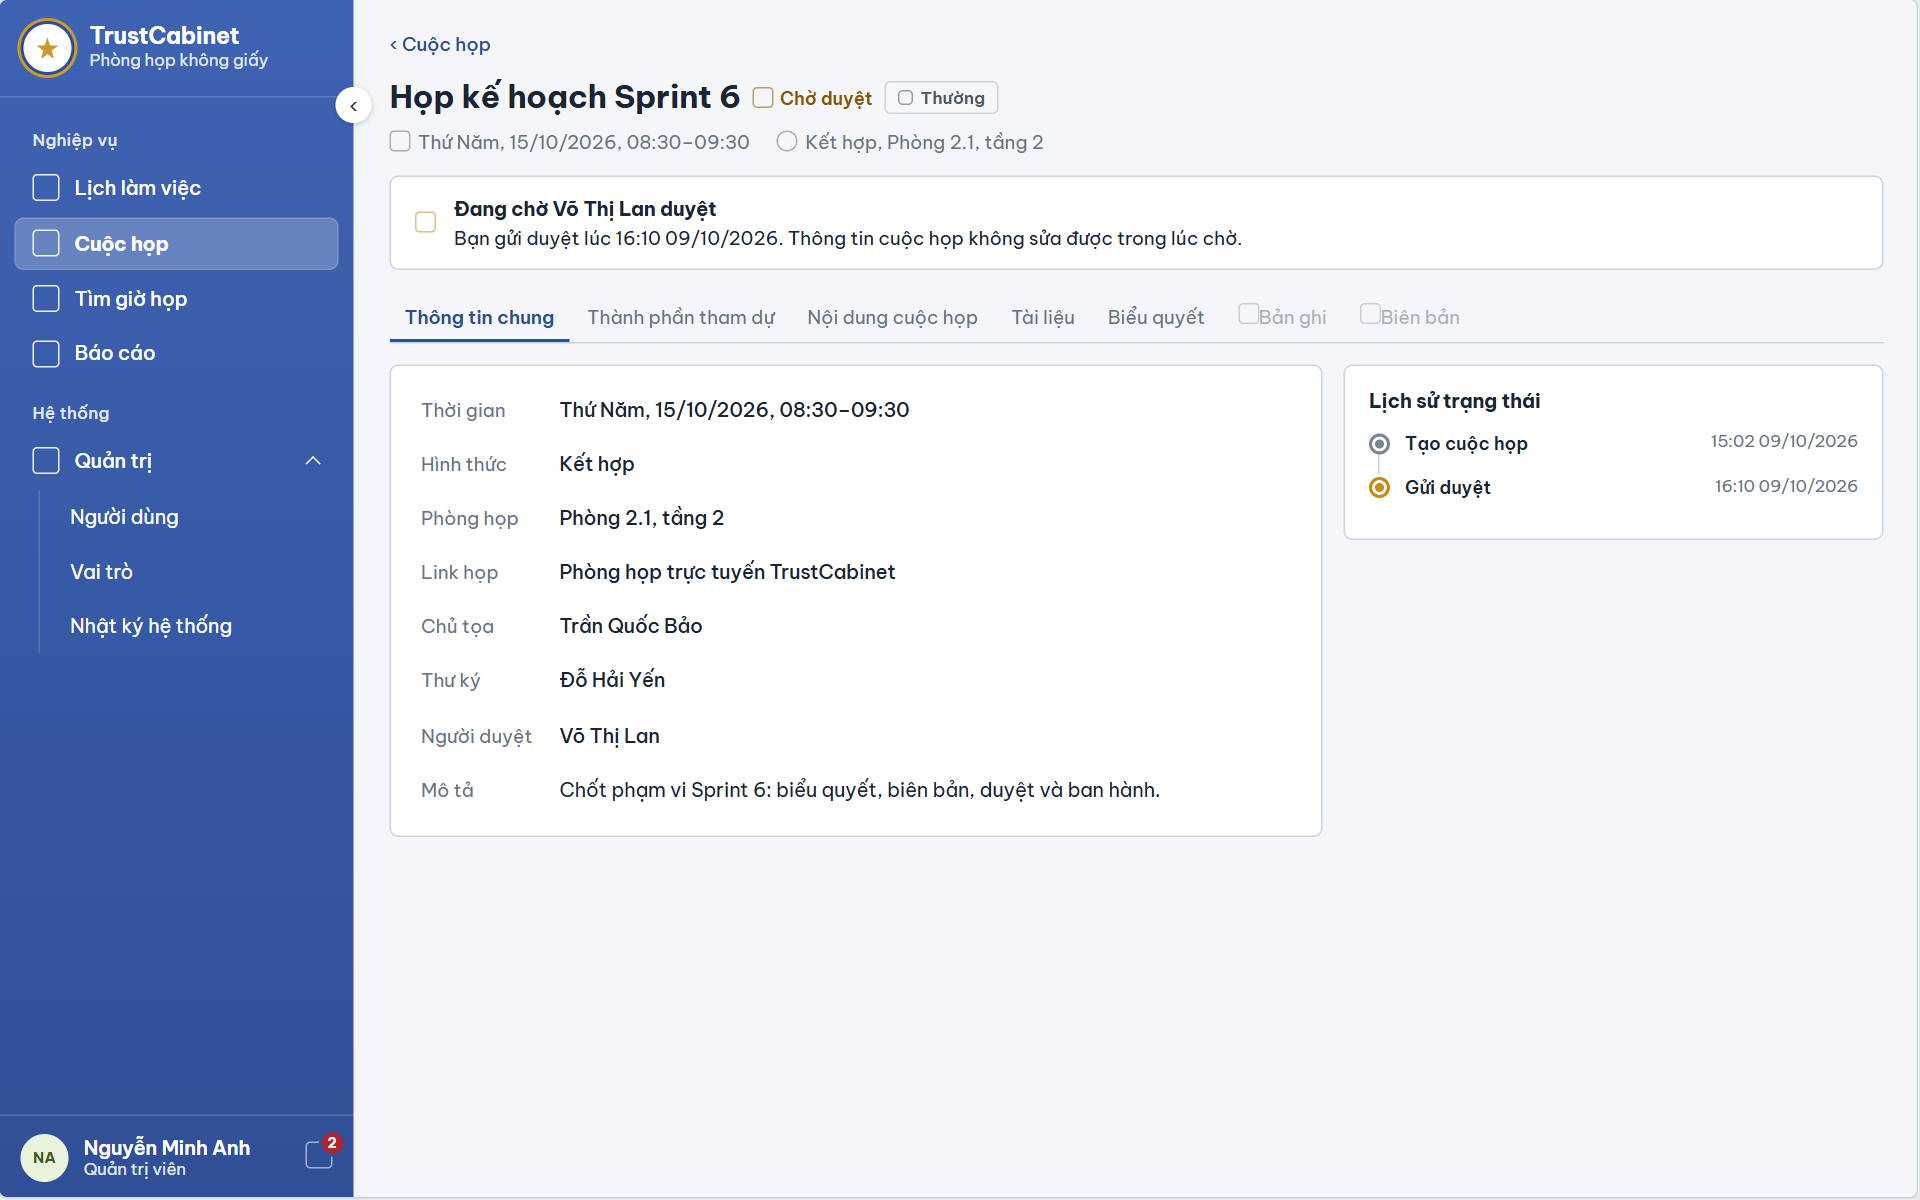 TrustCabinet
Phòng họp không giấy
Nghiệp vụ
Lịch làm việc
Cuộc họp
Tìm giờ họp
Báo cáo
Hệ thống
Quản trị
Người dùng
Vai trò
Nhật ký hệ thống
NA
Nguyễn Minh Anh
Quản trị viên
2
‹ Cuộc họp
Họp kế hoạch Sprint 6 Chờ duyệt Thường
Thứ Năm, 15/10/2026, 08:30–09:30 Kết hợp, Phòng 2.1, tầng 2
Đang chờ Võ Thị Lan duyệt
Bạn gửi duyệt lúc 16:10 09/10/2026. Thông tin cuộc họp không sửa được trong lúc chờ.
Thông tin chung Thành phần tham dự Nội dung cuộc họp Tài liệu Biểu quyết Bản ghi Biên bản
Thời gian Thứ Năm, 15/10/2026, 08:30–09:30
Hình thức Kết hợp
Phòng họp Phòng 2.1, tầng 2
Link họp Phòng họp trực tuyến TrustCabinet
Chủ tọa Trần Quốc Bảo
Thư ký Đỗ Hải Yến
Người duyệt Võ Thị Lan
Mô tả Chốt phạm vi Sprint 6: biểu quyết, biên bản, duyệt và ban hành.
Lịch sử trạng thái
Tạo cuộc họp 15:02 09/10/2026
Gửi duyệt 16:10 09/10/2026